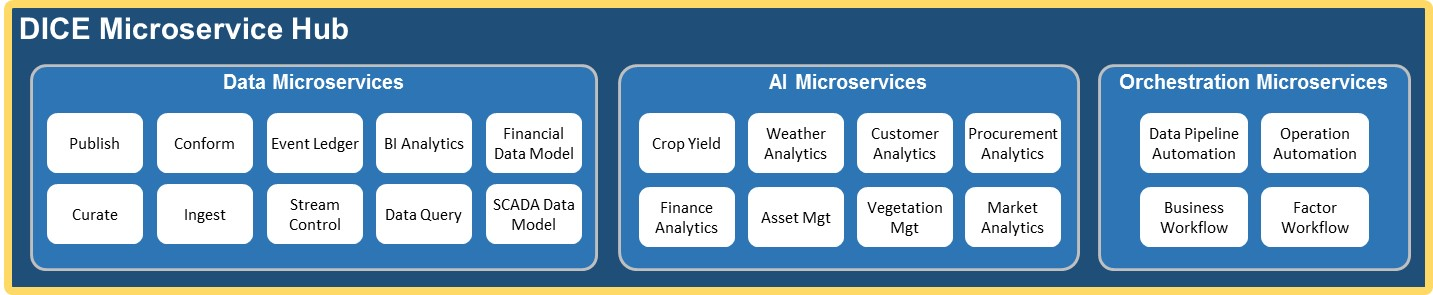 DICE Microservice Hub
Data Microservices
Publish
Conform
Event Ledger
BI Analytics
Financial
Data Model
Curate
Ingest
Stream
Control
Data Query
SCADA Data
Model
AI Microservices
Crop Yield
Weather
Analytics
Customer
Analytics
Procurement
Analytics
Finance
Analytics
Asset Mgt
Vegetation
Mgt
Market
Analytics
Orchestration Microservices
Data Pipeline
Automation
Operation
Automation
Business
Workflow
Factor
Workflow